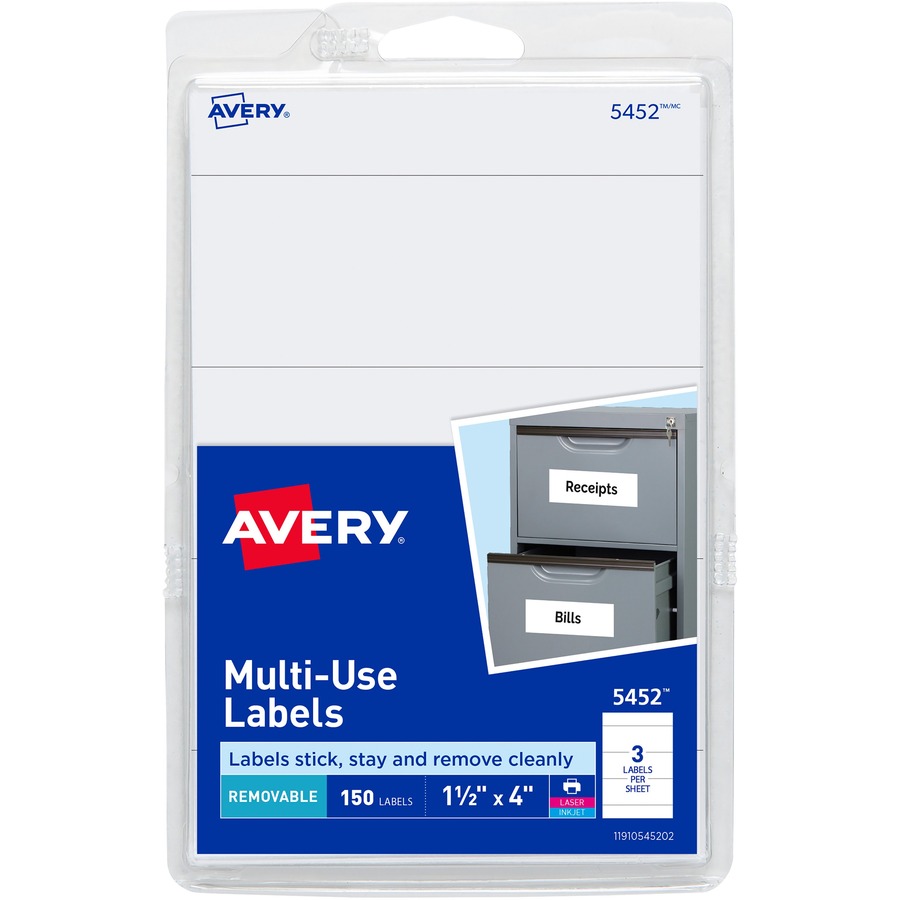 AVERY®
5452™/MC
Receipts
Bills
AVERY®
Multi-Use
Labels
Labels stick, stay and remove cleanly
REMOVABLE
150 LABELS
1½" x 4"
LASER
INKJET
5452™
3
LABELS
PER
SHEET
11910545202